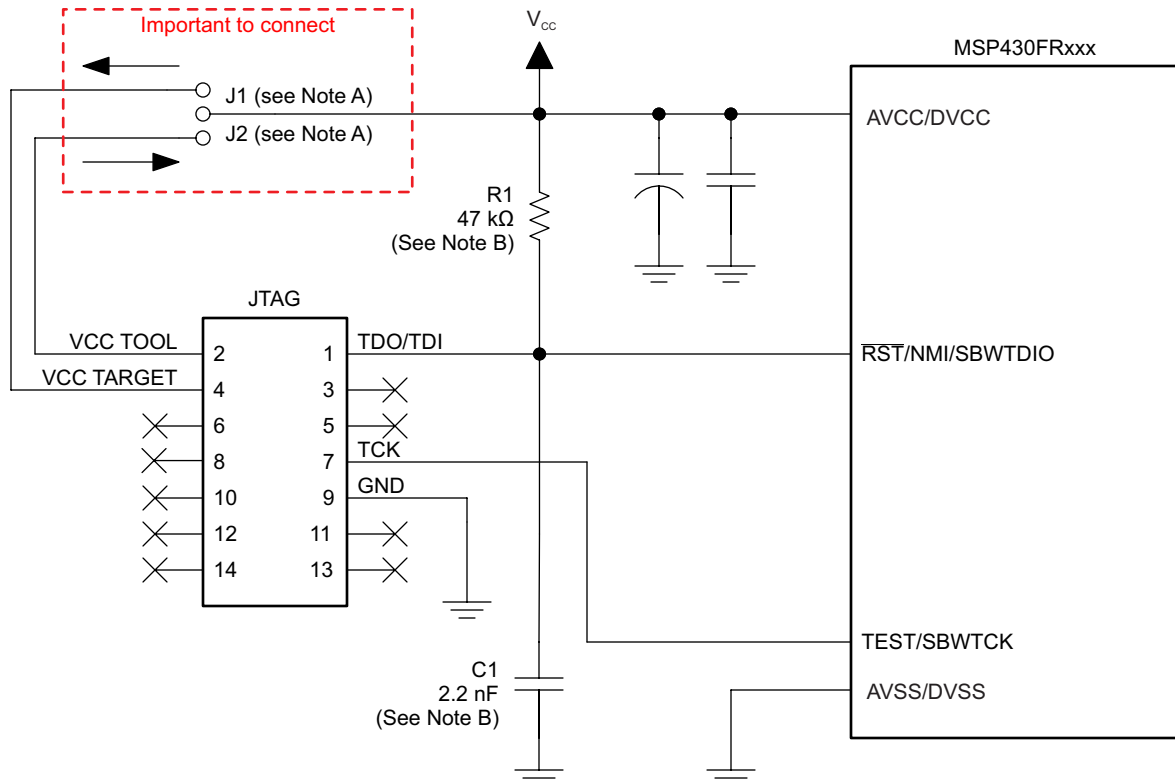 Important to connect
V_CC
MSP430FRxxx
J1 (see Note A)
J2 (see Note A)
AVCC/DVCC
R1
47 kΩ
(See Note B)
JTAG
VCC TOOL
2
1
TDO/TDI
R̅S̅T̅/NMI/SBWTDIO
VCC TARGET
4
3
6
5
8
7
TCK
10
9
GND
12
11
14
13
TEST/SBWTCK
C1
2.2 nF
(See Note B)
AVSS/DVSS